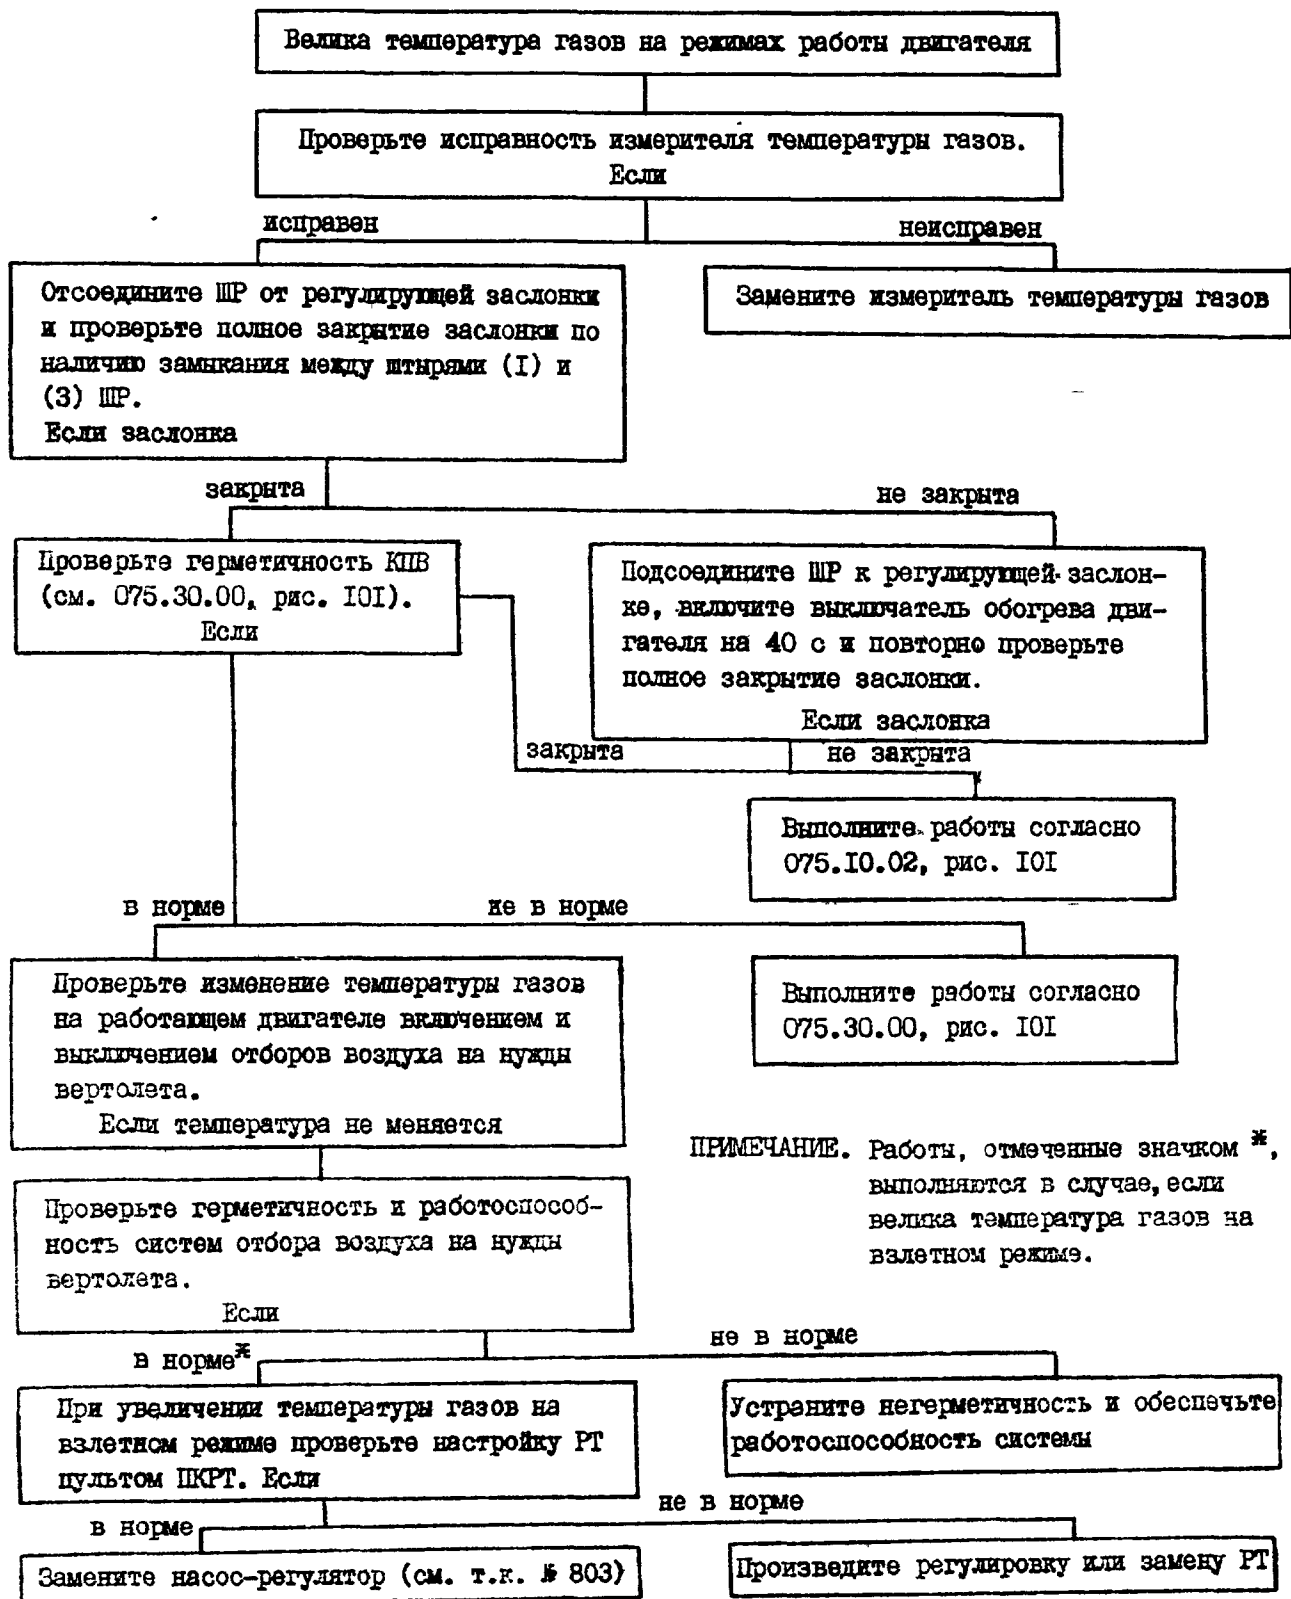 Велика температура газов на режимах работы двигателя
Проверьте исправность измерителя температуры газов.
Если
исправен
неисправен
Отсоедините ШР от регулирующей заслонки
и проверьте полное закрытие заслонки по
наличию замыкания между штырями (I) и
(3) ШР.
Если заслонка
Замените измеритель температуры газов
закрыта
не закрыта
Проверьте герметичность КПВ
(см. 075.30.00, рис. IOI).
Если
Подсоедините ШР к регулирующей заслон-
ке, включите выключатель обогрева дви-
гателя на 40 с и повторно проверьте
полное закрытие заслонки.
Если заслонка
закрыта
не закрыта
Выполните работы согласно
075.IO.02, рис. IOI
в норме
не в норме
Проверьте изменение температуры газов
на работающем двигателе включением и
выключением отборов воздуха на нужды
вертолета.
Если температура не меняется
Выполните работы согласно
075.30.00, рис. IOI
ПРИМЕЧАНИЕ. Работы, отмеченные значком *,
выполняются в случае, если
велика температура газов на
взлетном режиме.
Проверьте герметичность и работоспособ-
ность систем отбора воздуха на нужды
вертолета.
Если
в норме*
не в норме
При увеличении температуры газов на
взлетном режиме проверьте настройку РТ
пультом ПКРТ. Если
Устраните негерметичность и обеспечьте
работоспособность системы
в норме
не в норме
Замените насос-регулятор (см. т.к. № 803)
Произведите регулировку или замену РТ